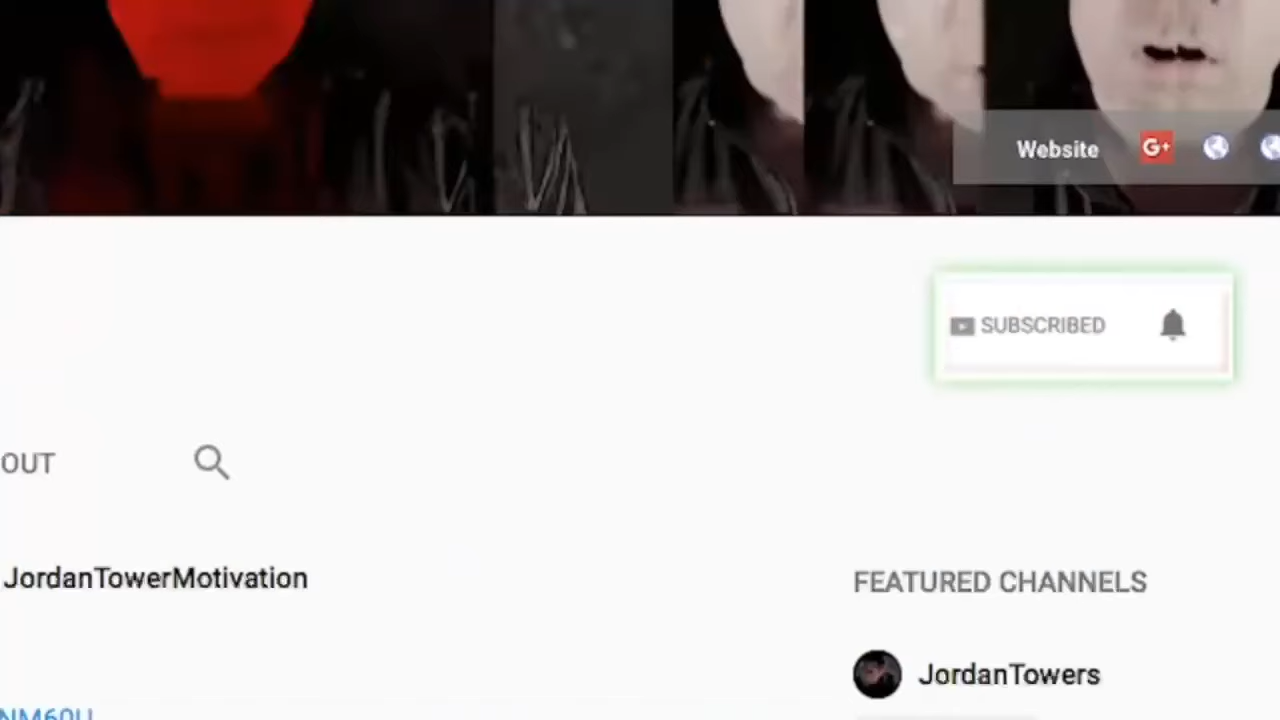 Website G+
SUBSCRIBED
OUT
JordanTowerMotivation
FEATURED CHANNELS
JordanTowers